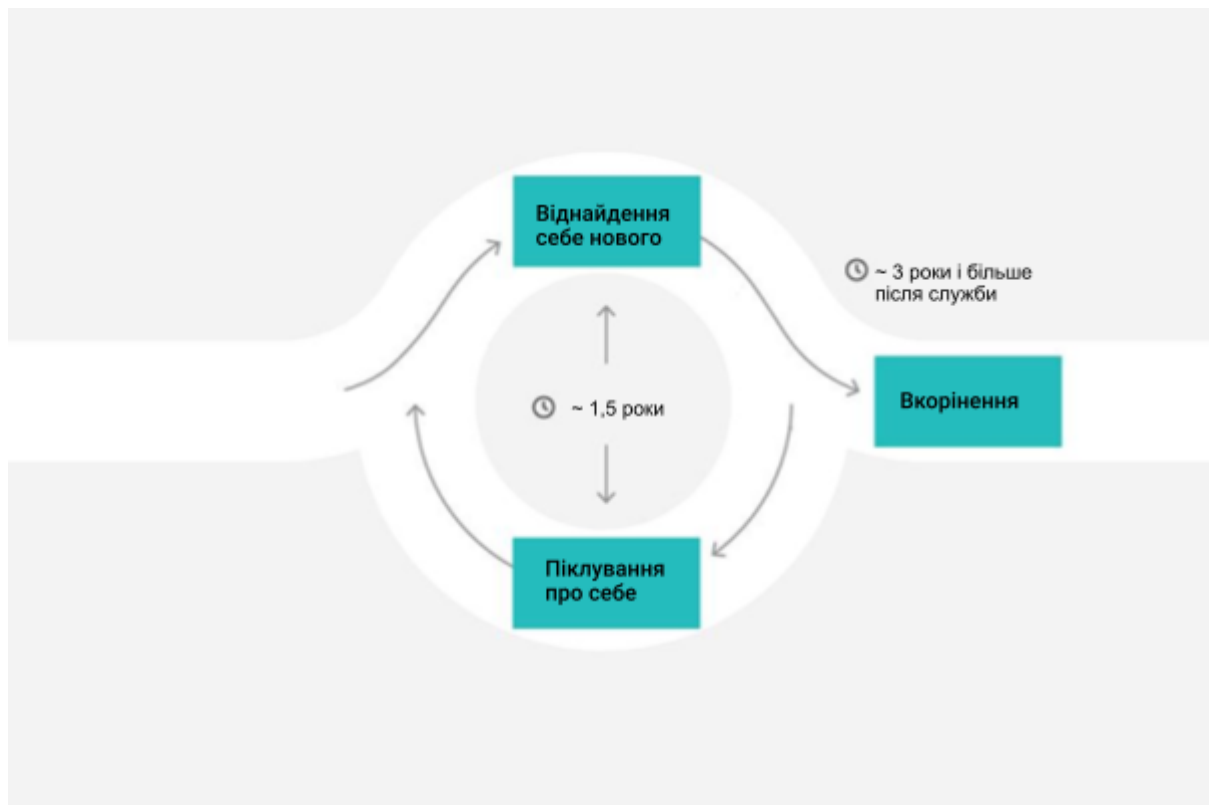 Віднайдення
себе нового
~ 3 роки і більше
після служби
Вкорінення
~ 1,5 роки
Піклування
про себе